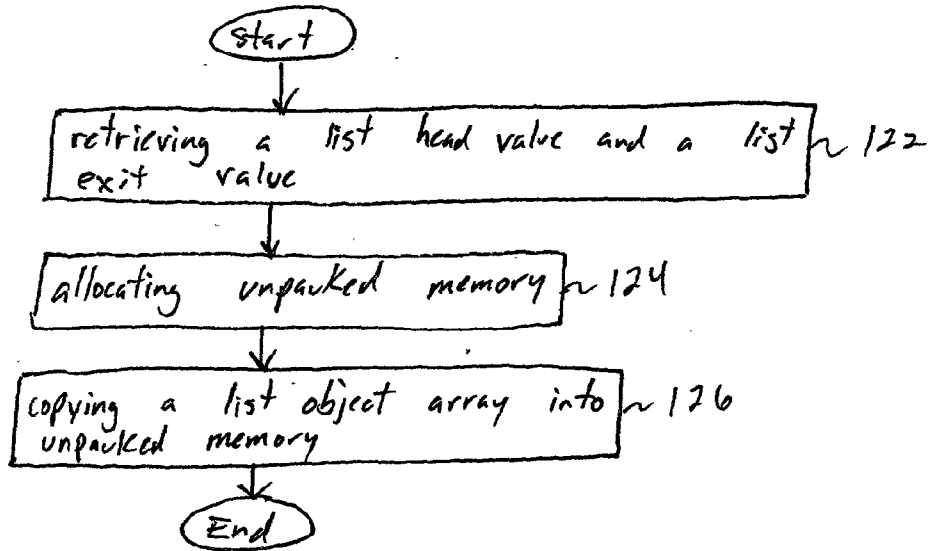 Start
retrieving a list head value and a list
exit value
122
allocating unpacked memory
124
copying a list object array into
unpacked memory
126
End